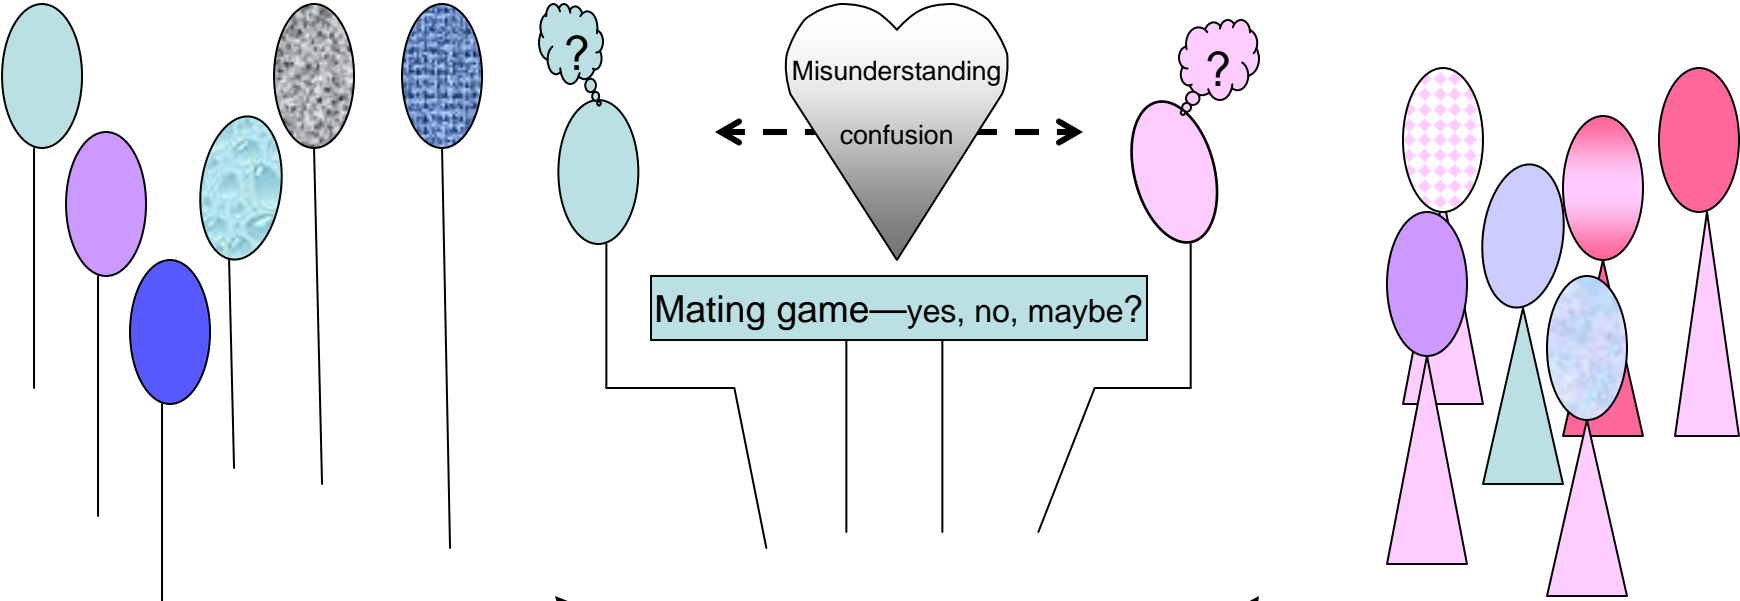 ?
Misunderstanding
?
confusion
Mating game—yes, no, maybe?